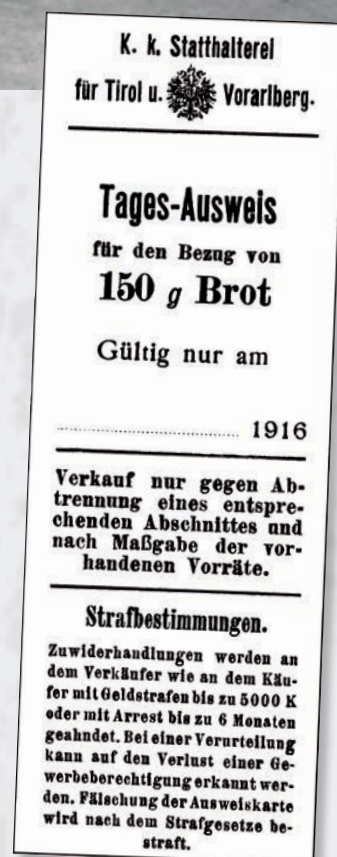 K. k. Statthalterei
für Tirol u. Vorarlberg.
Tages-Ausweis
für den Bezug von
150 g Brot
Gültig nur am
........................................ 1916
Verkauf nur gegen Ab-
trennung eines entspre-
chenden Abschnittes und
nach Maßgabe der vor-
handenen Vorräte.
Strafbestimmungen.
Zuwiderhandlungen werden an
dem Verkäufer wie an dem Käu-
fer mit Geldstrafen bis zu 5000 K
oder mit Arrest bis zu 6 Monaten
geahndet. Bei einer Verurteilung
kann auf den Verlust einer Ge-
werbeberechtigung erkannt wer-
den. Fälschung der Ausweiskarte
wird nach dem Strafgesetze be-
straft.